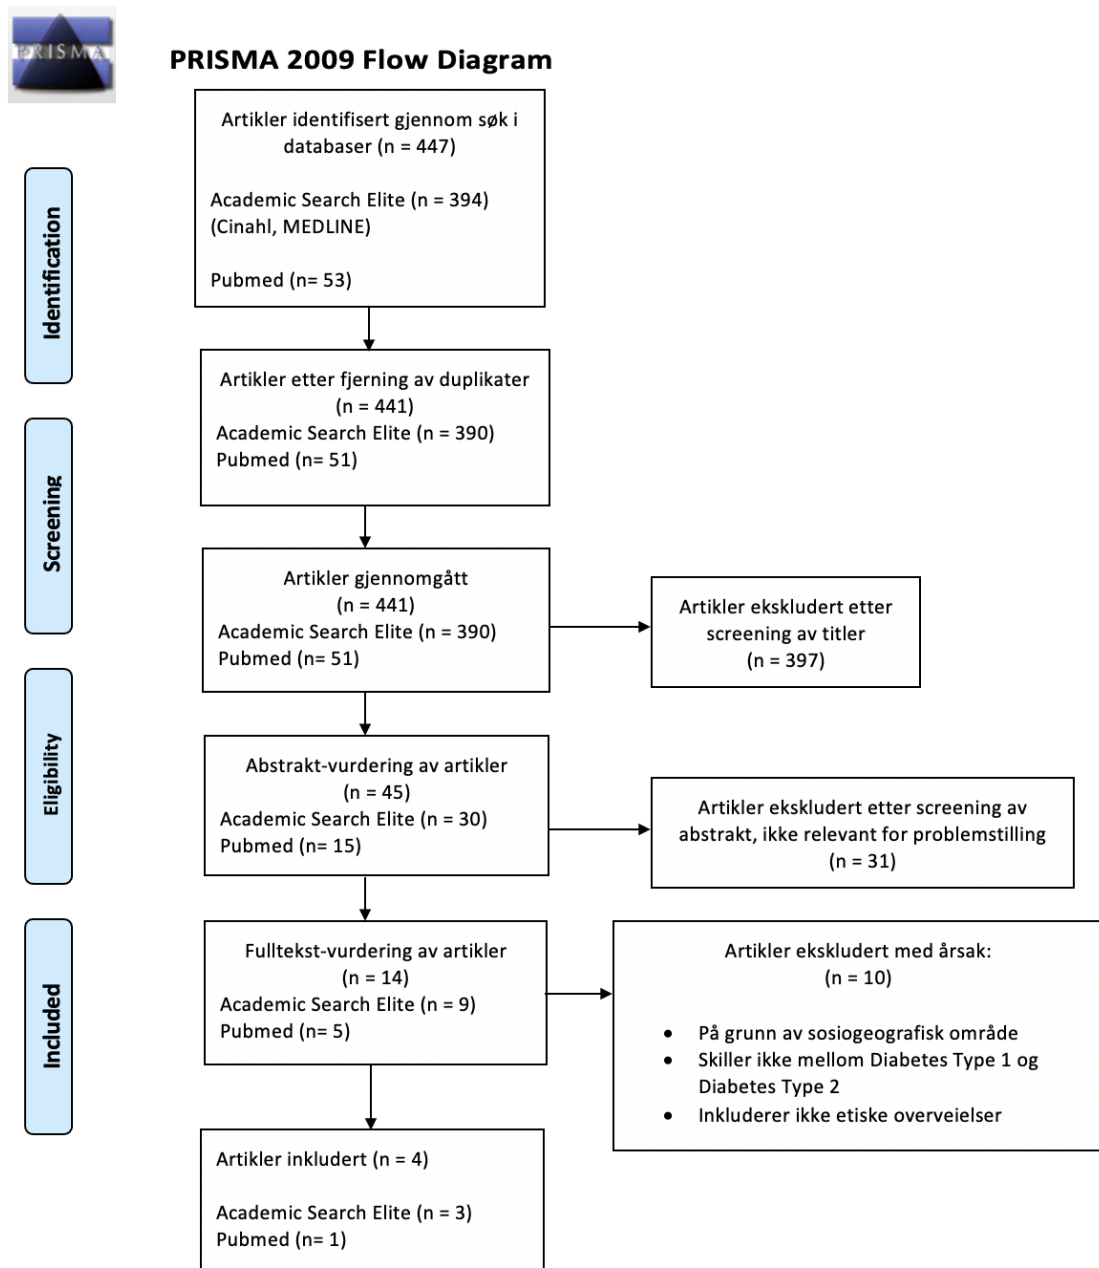 PRISMA
PRISMA 2009 Flow Diagram
Identification
Screening
Eligibility
Included
Artikler identifisert gjennom søk i
databaser (n = 447)
Academic Search Elite (n = 394)
(Cinahl, MEDLINE)
Pubmed (n= 53)
Artikler etter fjerning av duplikater
(n = 441)
Academic Search Elite (n = 390)
Pubmed (n= 51)
Artikler gjennomgått
(n = 441)
Academic Search Elite (n = 390)
Pubmed (n= 51)
Artikler ekskludert etter
screening av titler
(n = 397)
Abstrakt-vurdering av artikler
(n = 45)
Academic Search Elite (n = 30)
Pubmed (n= 15)
Artikler ekskludert etter screening av
abstrakt, ikke relevant for problemstilling
(n = 31)
Fulltekst-vurdering av artikler
(n = 14)
Academic Search Elite (n = 9)
Pubmed (n= 5)
Artikler ekskludert med årsak:
(n = 10)
• På grunn av sosiogeografisk område
• Skiller ikke mellom Diabetes Type 1 og
Diabetes Type 2
• Inkluderer ikke etiske overveielser
Artikler inkludert (n = 4)
Academic Search Elite (n = 3)
Pubmed (n= 1)